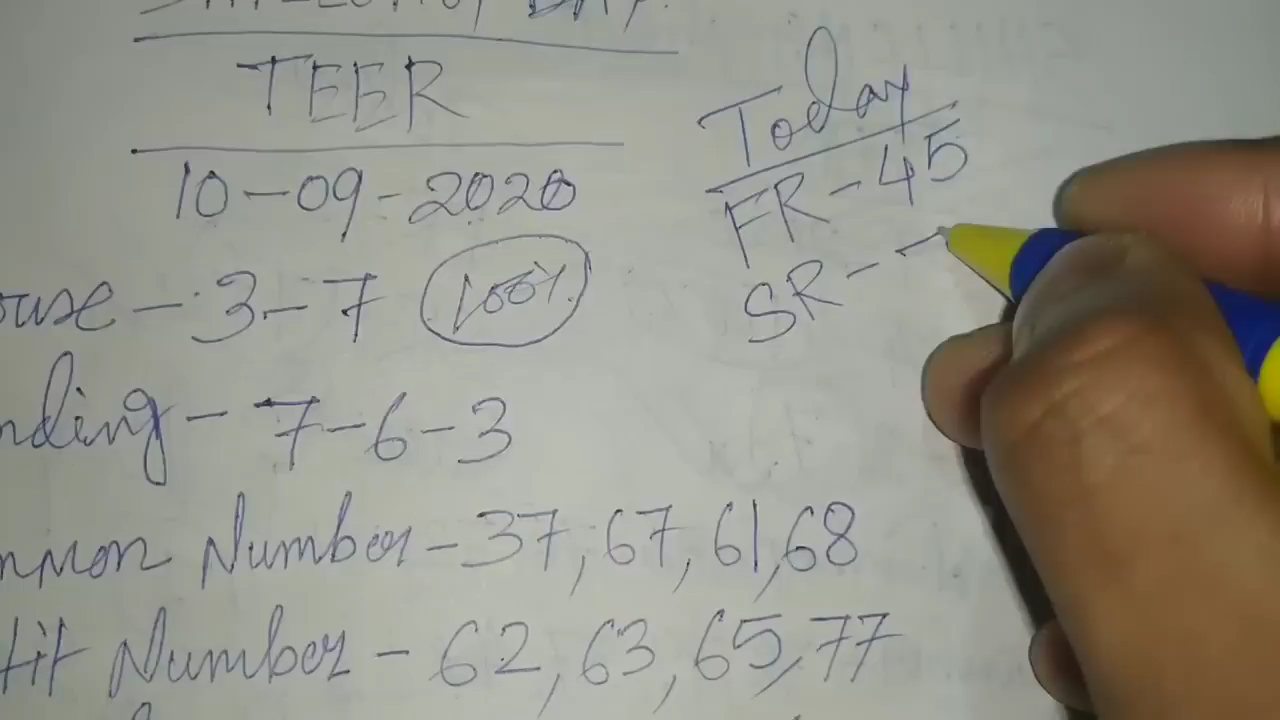 TEER
10-09-2020
3-7 100%
7-6-3
Number - 37, 67, 61, 68
Hit Number - 62, 63, 65, 77
Today
FR - 45
SR -